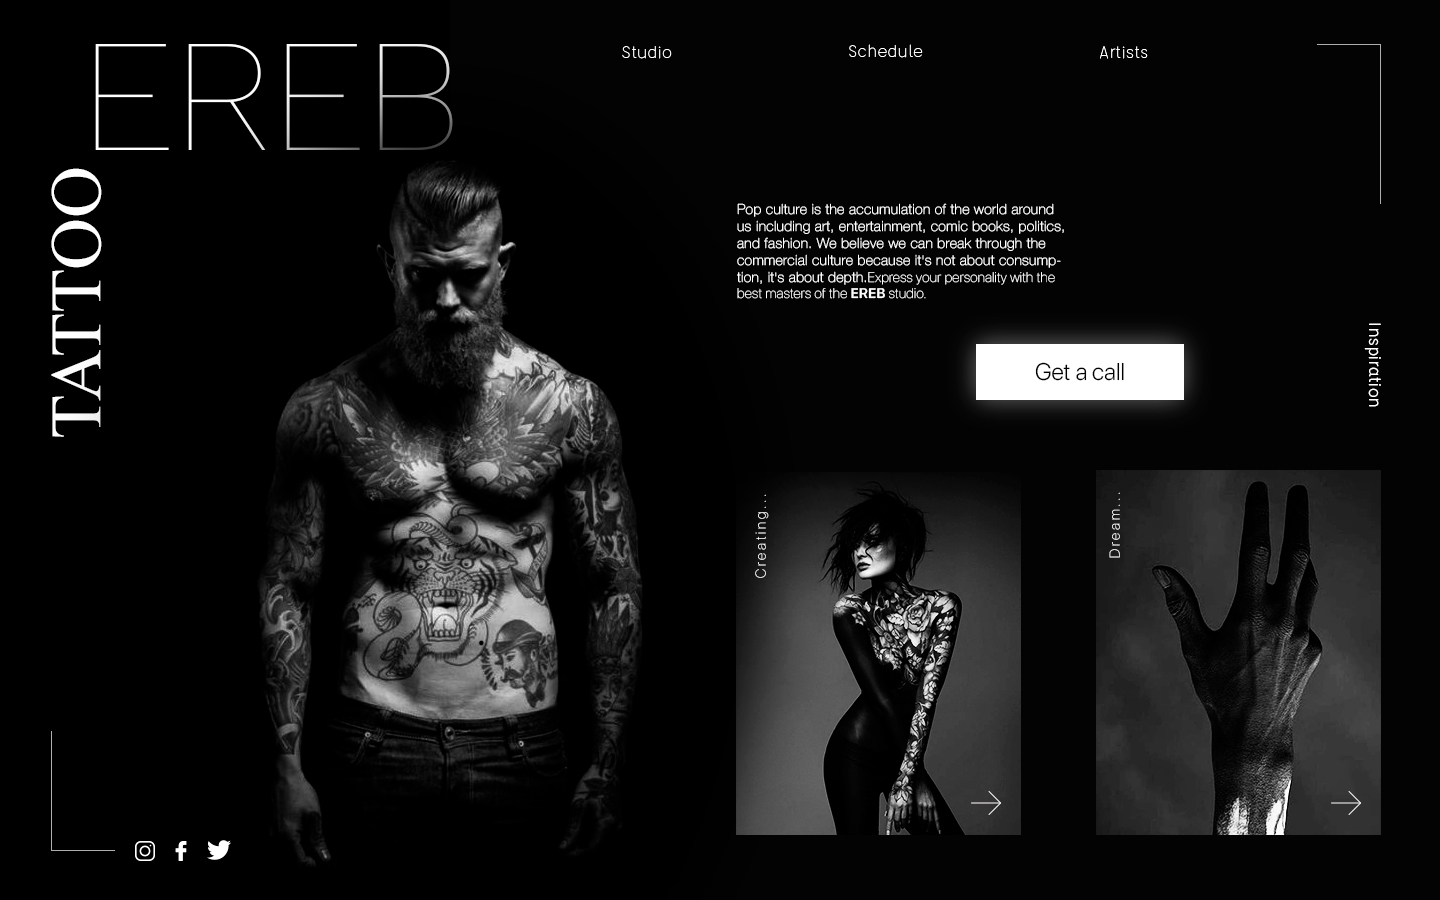 EREB
Studio
Schedule
Artists
TATTOO
Pop culture is the accumulation of the world around
us including art, entertainment, comic books, politics,
and fashion. We believe we can break through the
commercial culture because it's not about consump-
tion, it's about depth.Express your personality with the
best masters of the EREB studio.
Get a call
Inspiration
Creating...
Dream...